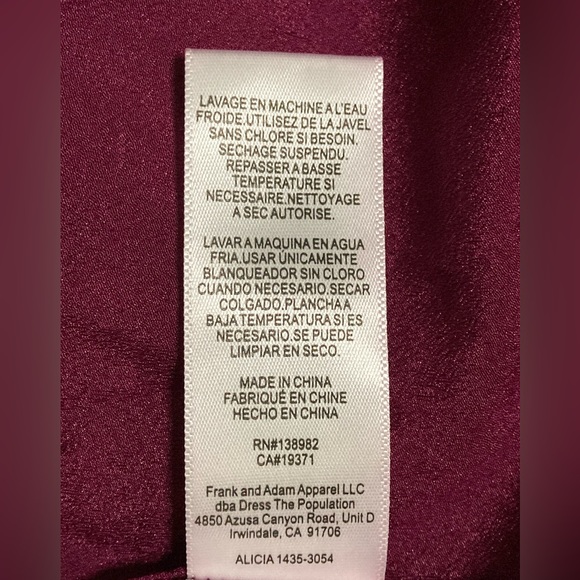 LAVAGE EN MACHINE A L'EAU
FROIDE.UTILISEZ DE LA JAVEL
SANS CHLORE SI BESOIN.
SECHAGE SUSPENDU.
REPASSER A BASSE
TEMPERATURE SI
NECESSAIRE.NETTOYAGE
A SEC AUTORISE.
LAVAR A MAQUINA EN AGUA
FRIA.USAR ÚNICAMENTE
BLANQUEADOR SIN CLORO
CUANDO NECESARIO.SECAR
COLGADO.PLANCHA A
BAJA TEMPERATURA SI ES
NECESARIO.SE PUEDE
LIMPIAR EN SECO.
MADE IN CHINA
FABRIQUÉ EN CHINE
HECHO EN CHINA
RN#138982
CA#19371
Frank and Adam Apparel LLC
dba Dress The Population
4850 Azusa Canyon Road, Unit D
Irwindale, CA 91706
ALICIA 1435-3054